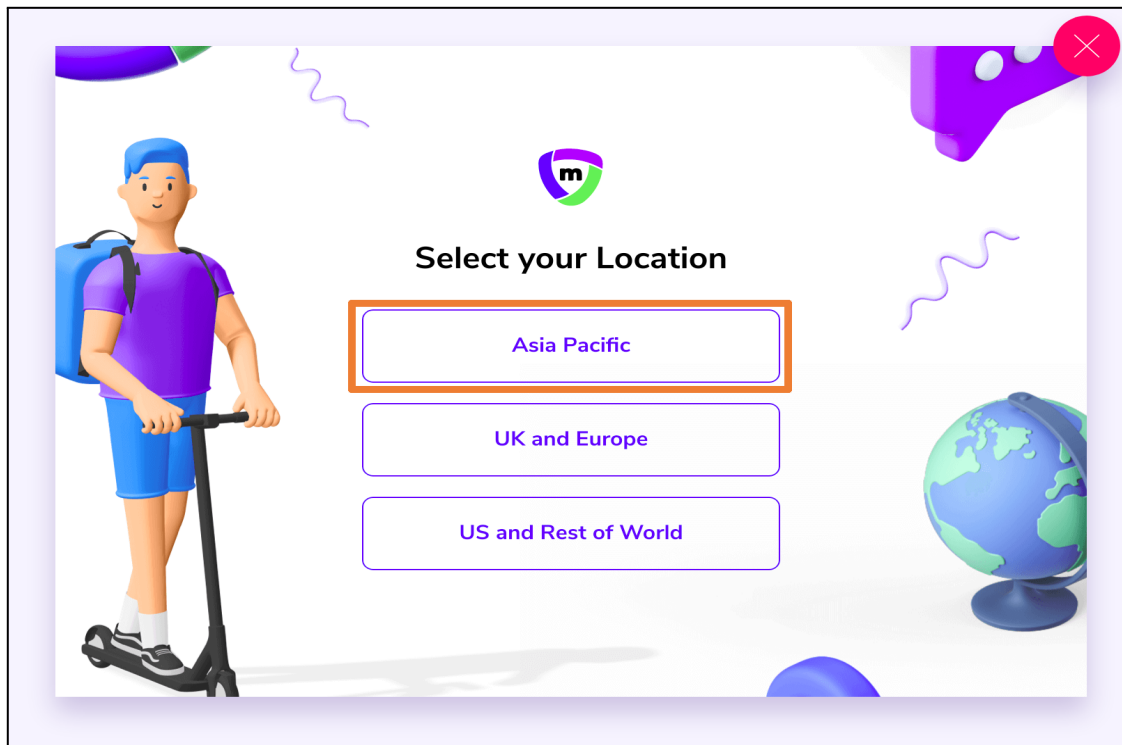 m
Select your Location
Asia Pacific
UK and Europe
US and Rest of World